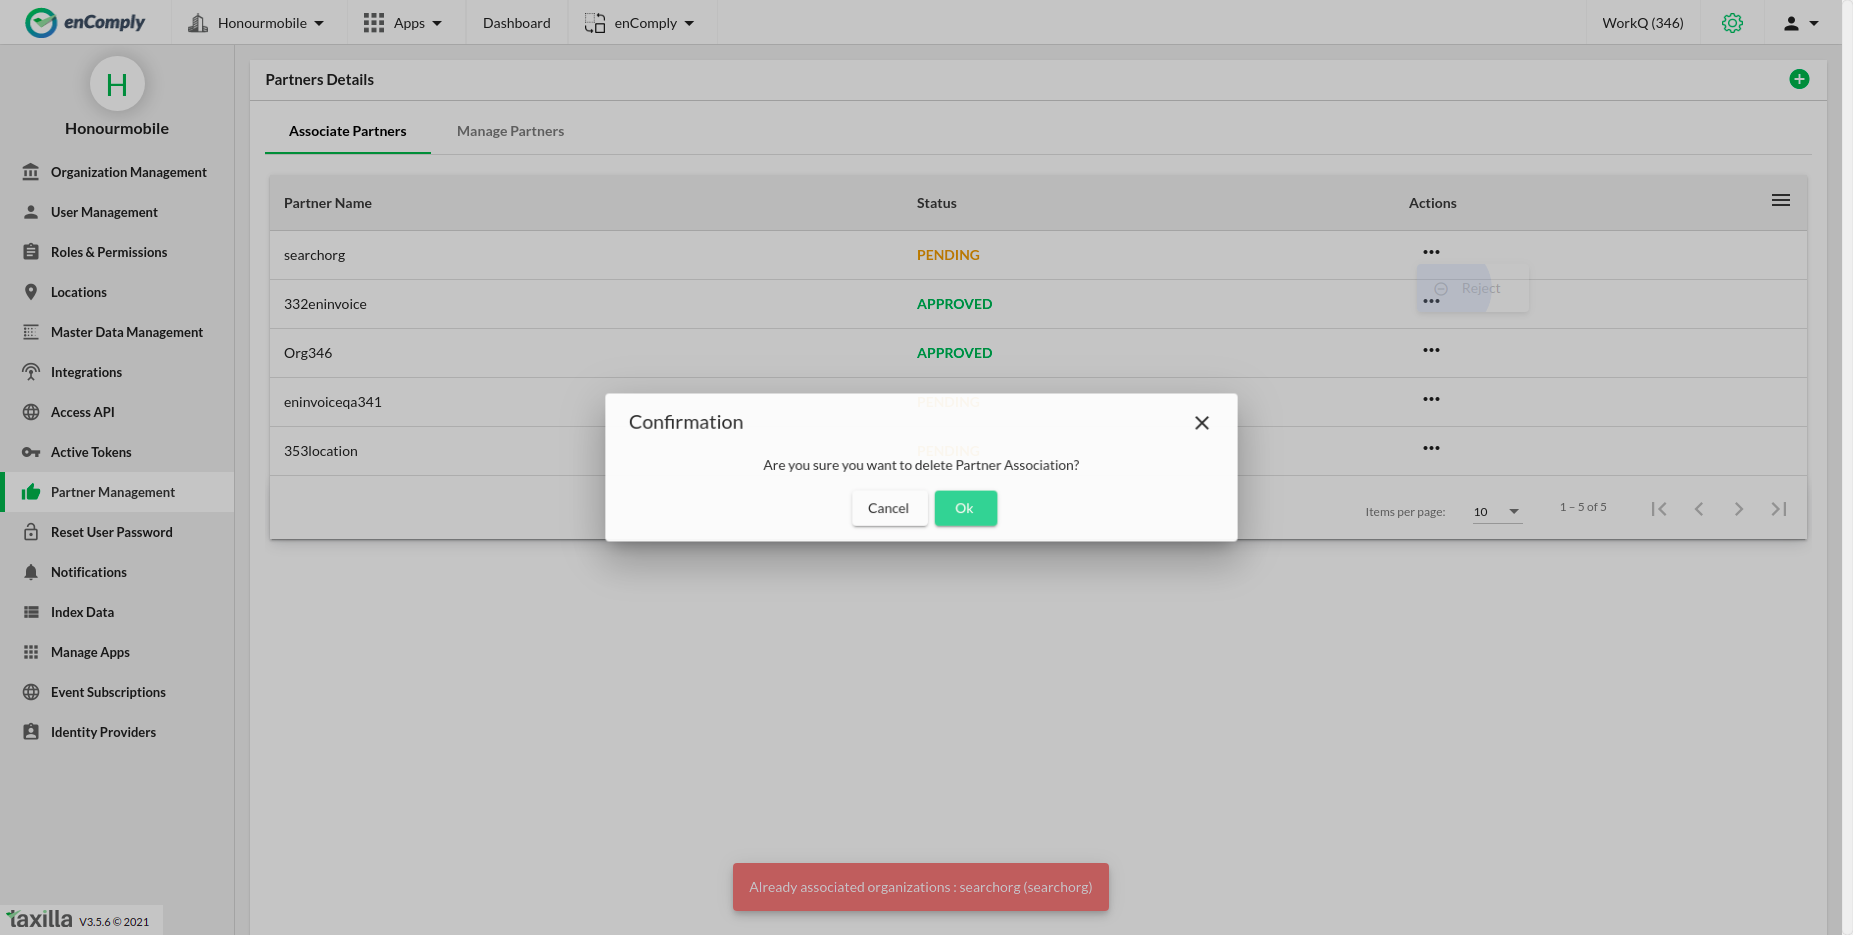 enComply
Honourmobile
Apps
Dashboard
enComply
WorkQ (346)
H
Honourmobile
Organization Management
User Management
Roles & Permissions
Locations
Master Data Management
Integrations
Access API
Active Tokens
Partner Management
Reset User Password
Notifications
Index Data
Manage Apps
Event Subscriptions
Identity Providers
taxilla V3.5.6 © 2021
Partners Details
Associate Partners
Manage Partners
Partner Name Status Actions
searchorg PENDING
Reject
332eninvoice APPROVED
Org346 APPROVED
eninvoiceqa341 PENDING
353location PENDING
Items per page: 10 1 – 5 of 5
Confirmation
Are you sure you want to delete Partner Association?
Cancel Ok
Already associated organizations : searchorg (searchorg)